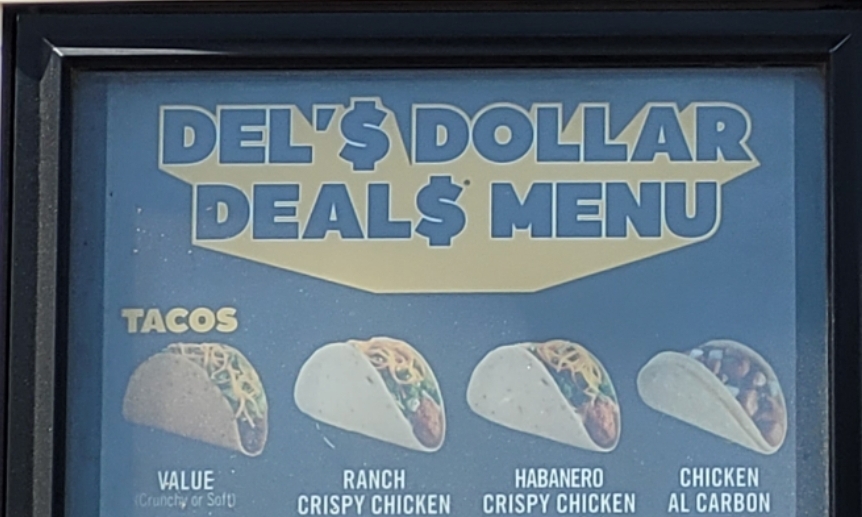 DEL'$ DOLLAR
DEAL$ MENU
TACOS
VALUE
(Crunchy or Soft)
RANCH
CRISPY CHICKEN
HABANERO
CRISPY CHICKEN
CHICKEN
AL CARBON